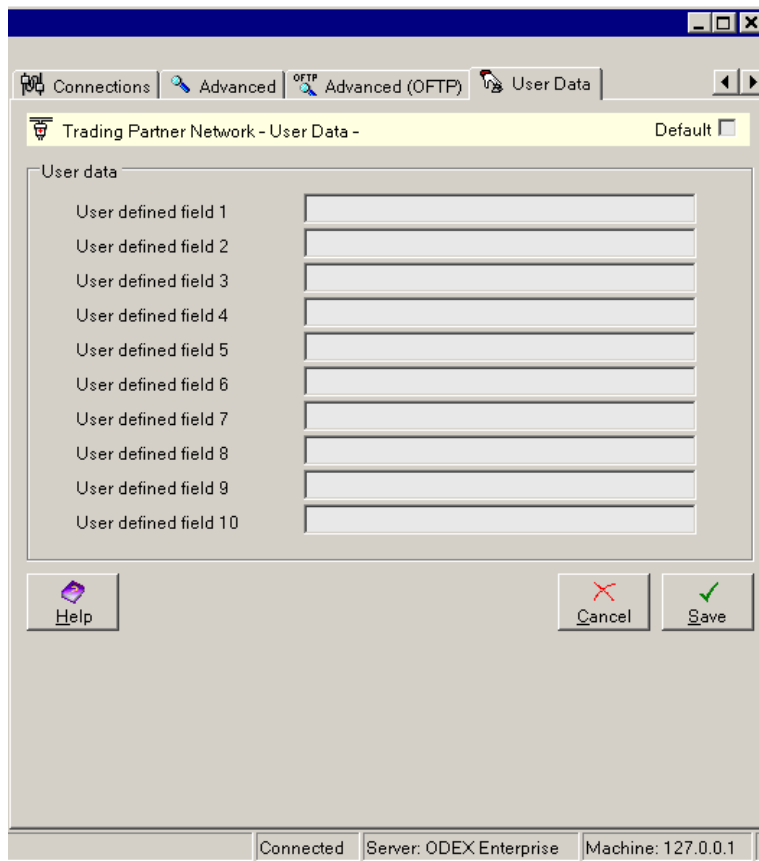 Connections Advanced OFTP Advanced (OFTP) User Data
Trading Partner Network - User Data - Default
User data
User defined field 1
User defined field 2
User defined field 3
User defined field 4
User defined field 5
User defined field 6
User defined field 7
User defined field 8
User defined field 9
User defined field 10
Help Cancel Save
Connected Server: ODEX Enterprise Machine: 127.0.0.1